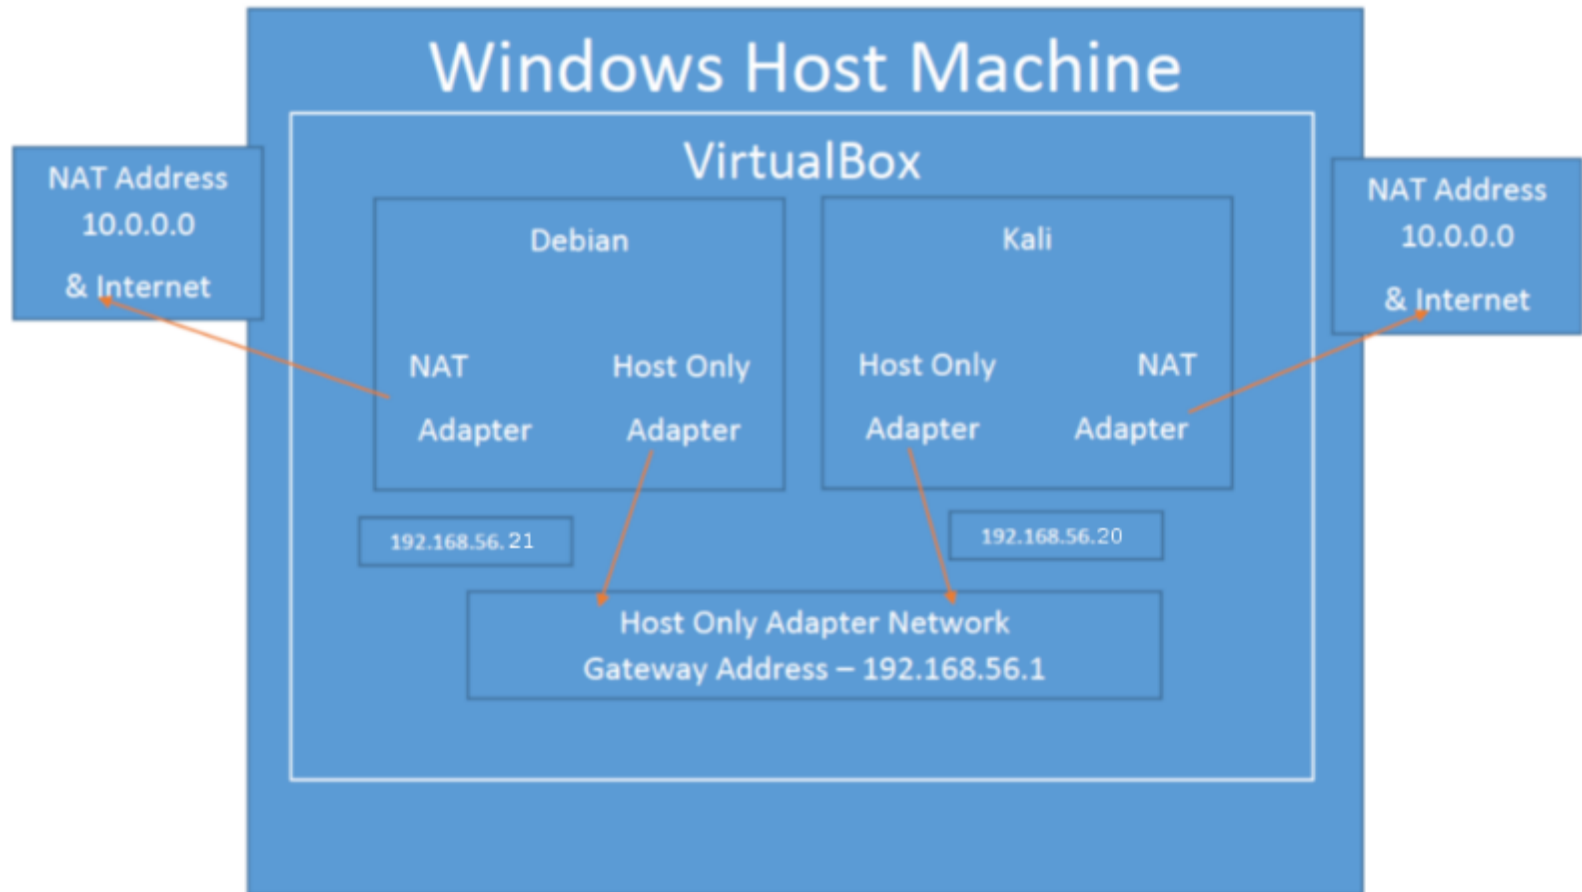 Windows Host Machine
VirtualBox
NAT Address
10.0.0.0
& Internet
Debian
NAT
Adapter
Host Only
Adapter
Kali
Host Only
Adapter
NAT
Adapter
NAT Address
10.0.0.0
& Internet
192.168.56.21
192.168.56.20
Host Only Adapter Network
Gateway Address – 192.168.56.1